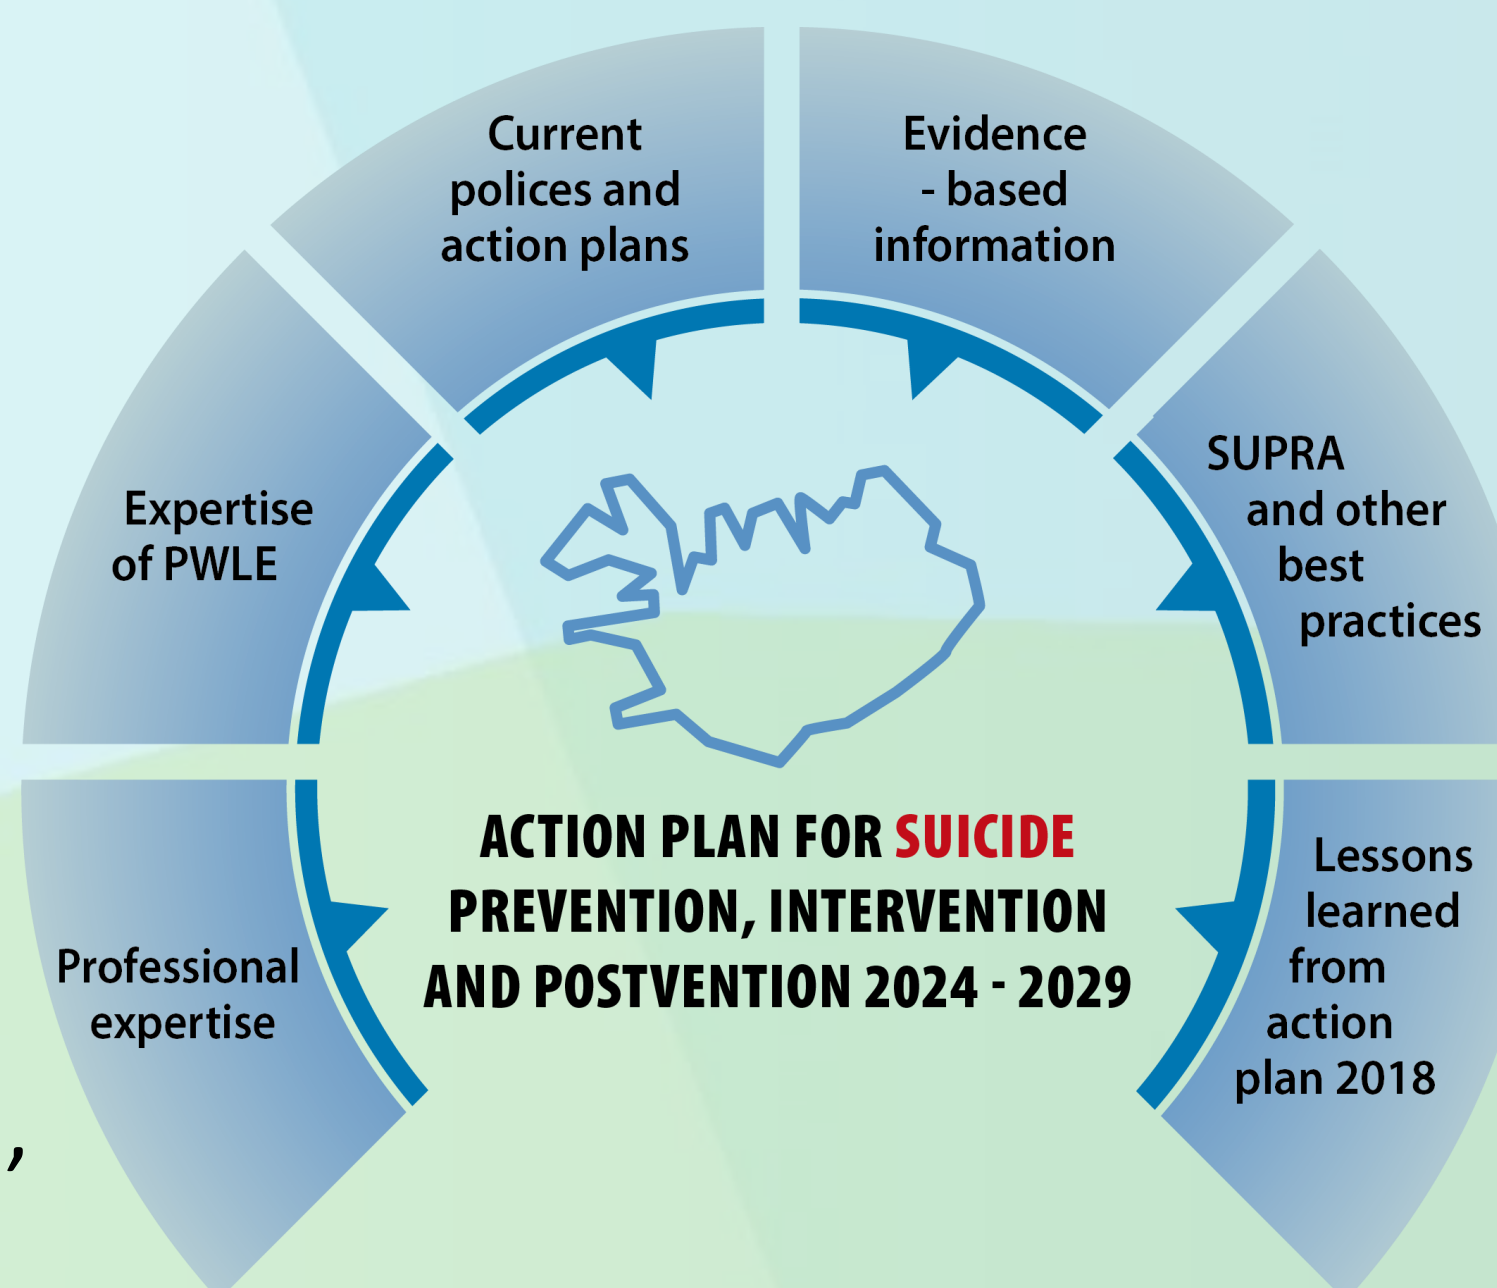 Current
polices and
action plans
Evidence
- based
information
Expertise
of PWLE
SUPRA
and other
best
practices
Professional
expertise
Lessons
learned
from
action
plan 2018
ACTION PLAN FOR SUICIDE
PREVENTION, INTERVENTION
AND POSTVENTION 2024 - 2029
,